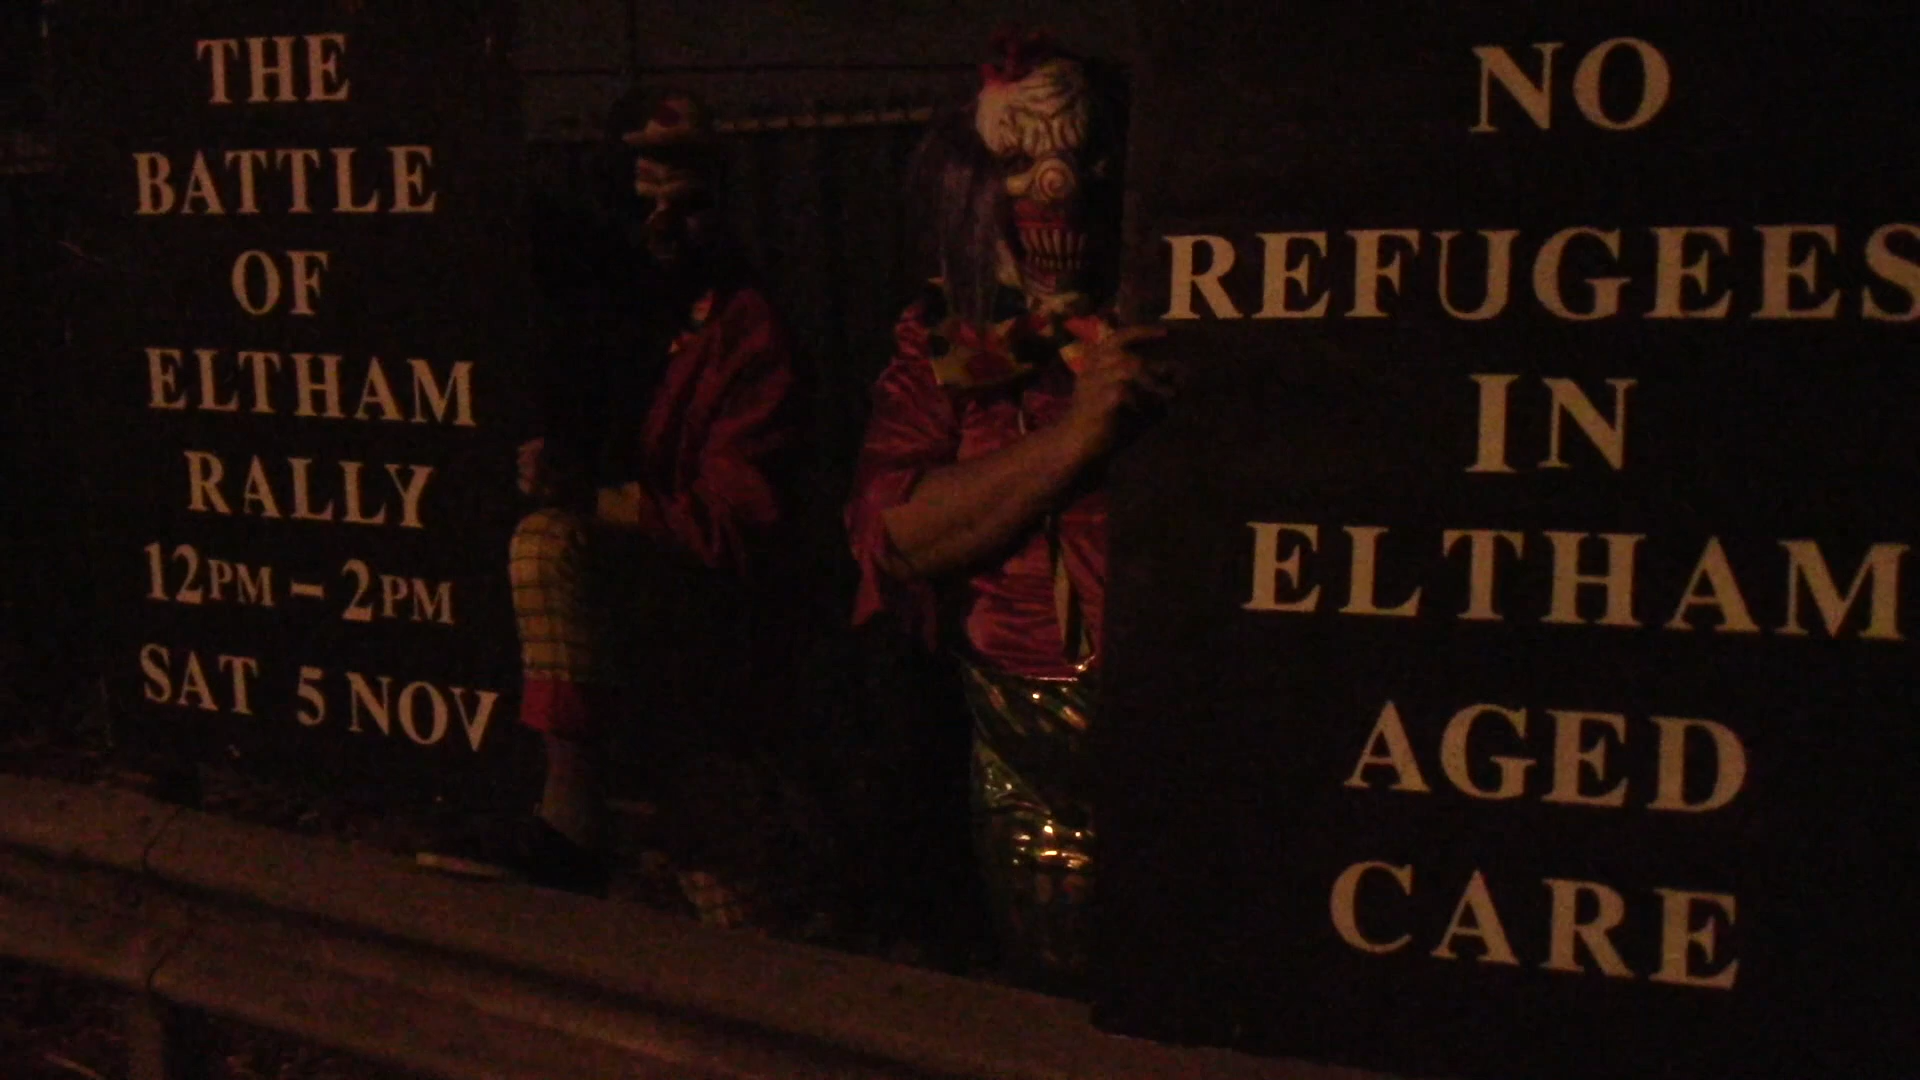 THE
BATTLE
OF
ELTHAM
RALLY
12PM – 2PM
SAT 5 NOV
NO
REFUGEES
IN
ELTHAM
AGED
CARE